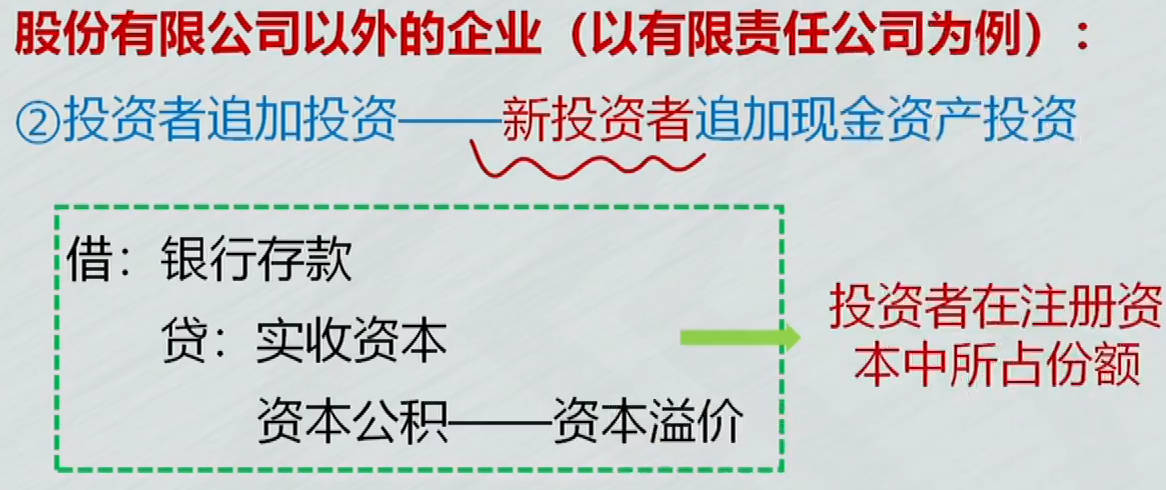 股份有限公司以外的企业（以有限责任公司为例）：
②投资者追加投资——新投资者追加现金资产投资
借：银行存款
贷：实收资本
资本公积——资本溢价
投资者在注册资
本中所占份额